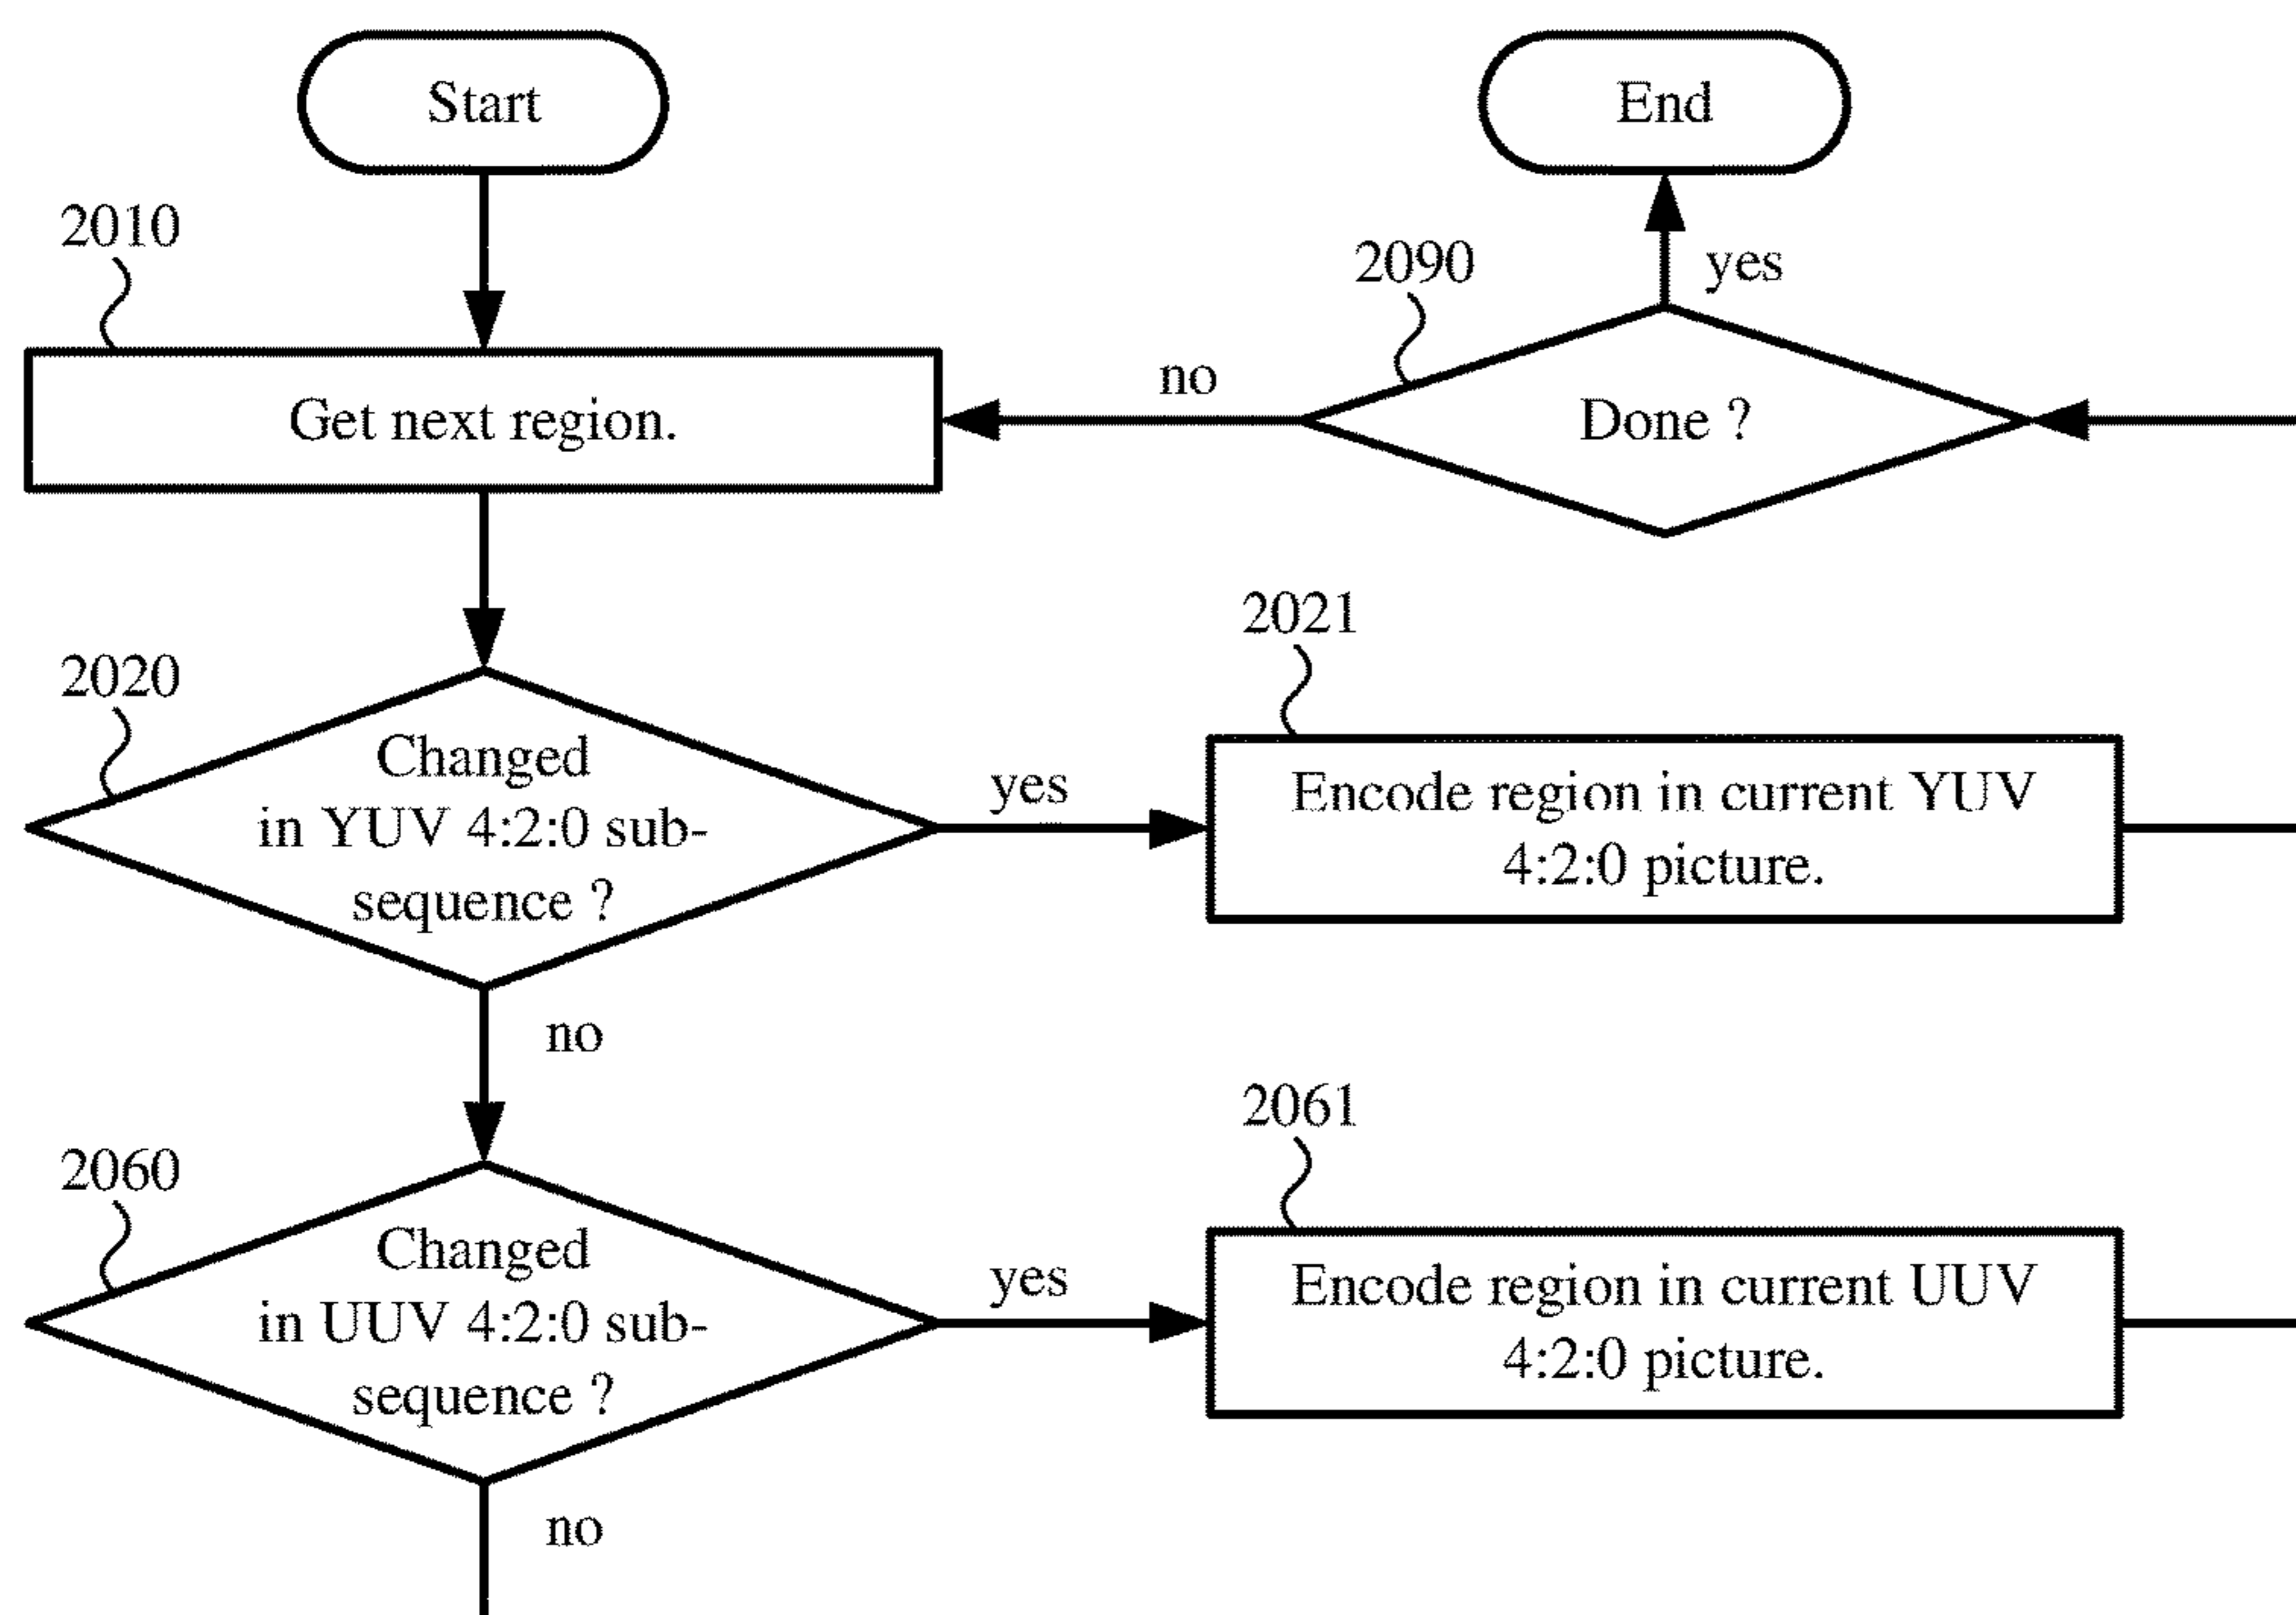 Start
End
2010
2090
yes
no
Get next region.
Done ?
2021
2020
Changed
in YUV 4:2:0 sub-
sequence ?
yes
Encode region in current YUV
4:2:0 picture.
no
2061
2060
Changed
in UUV 4:2:0 sub-
sequence ?
yes
Encode region in current UUV
4:2:0 picture.
no